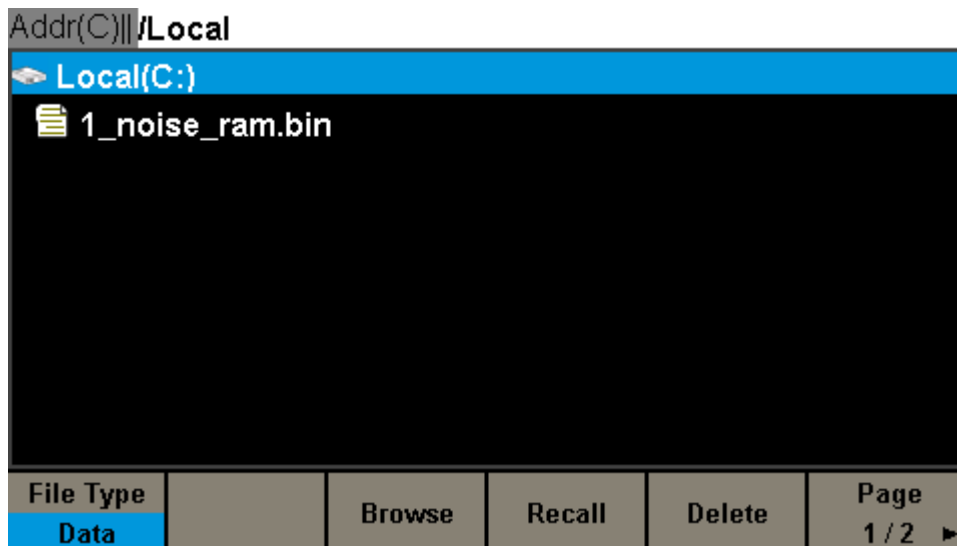 Addr(C)|| /Local
Local(C:)
1_noise_ram.bin
File Type
Data
Browse
Recall
Delete
Page
1 / 2 ►